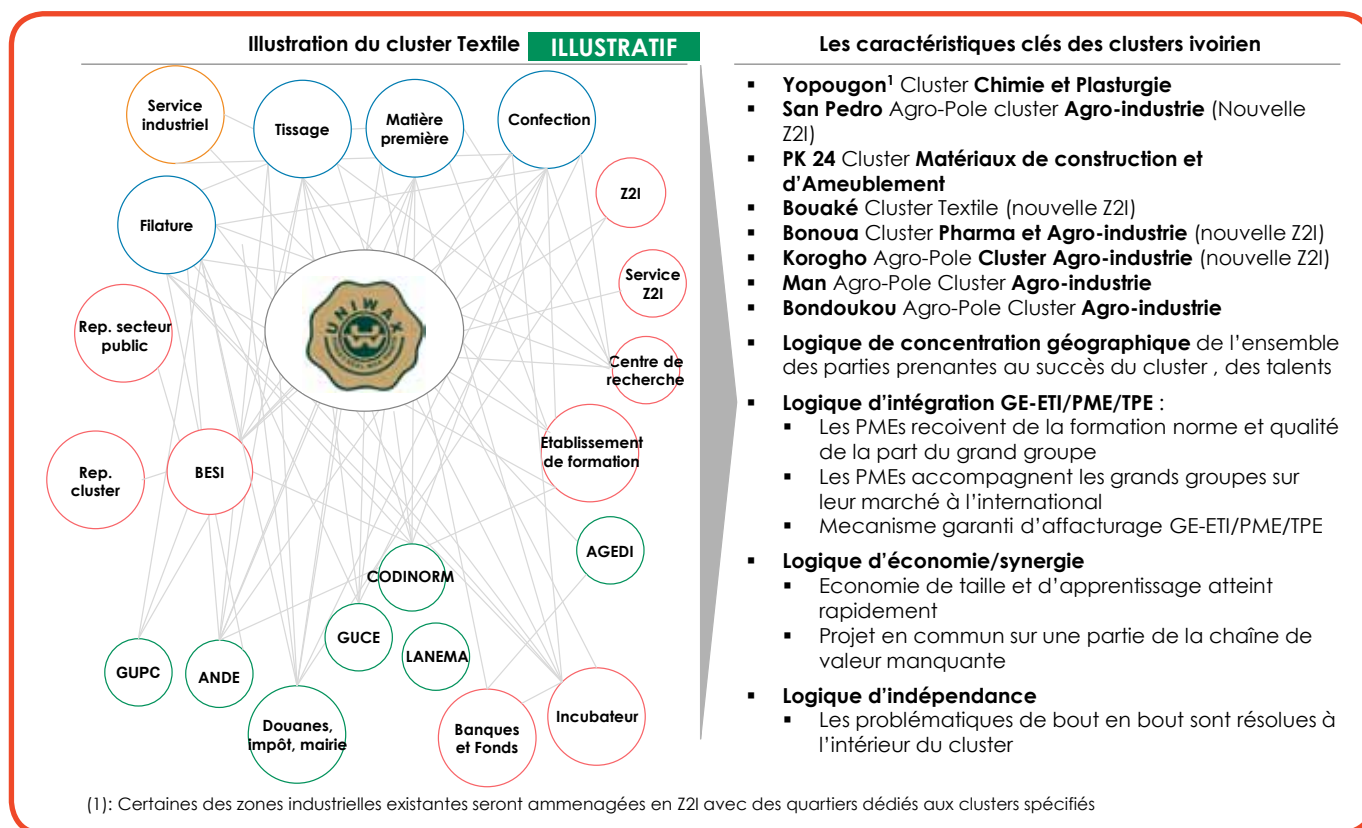 Illustration du cluster Textile
ILLUSTRATIF
Service
industriel
Tissage
Matière
première
Confection
Z2I
Filature
Service
Z2I
UNIWAX
Rep. secteur
public
Centre de
recherche
Etablissement
de formation
Rep.
cluster
BESI
AGEDI
CODINORM
GUCE
LANEMA
GUPC
ANDE
Douanes,
impôt, mairie
Banques
et Fonds
Incubateur
Les caractéristiques clés des clusters ivoirien
▪ Yopougon1 Cluster Chimie et Plasturgie
▪ San Pedro Agro-Pole cluster Agro-industrie (Nouvelle
Z2I)
▪ PK 24 Cluster Matériaux de construction et
d'Ameublement
▪ Bouaké Cluster Textile (nouvelle Z2I)
▪ Bonoua Cluster Pharma et Agro-industrie (nouvelle Z2I)
▪ Korogho Agro-Pole Cluster Agro-industrie (nouvelle Z2I)
▪ Man Agro-Pole Cluster Agro-industrie
▪ Bondoukou Agro-Pole Cluster Agro-industrie
▪ Logique de concentration géographique de l'ensemble
des parties prenantes au succès du cluster , des talents
▪ Logique d'intégration GE-ETI/PME/TPE :
▪ Les PMEs recoivent de la formation norme et qualité
de la part du grand groupe
▪ Les PMEs accompagnent les grands groupes sur
leur marché à l'international
▪ Mecanisme garanti d'affacturage GE-ETI/PME/TPE
▪ Logique d'économie/synergie
▪ Economie de taille et d'apprentissage atteint
rapidement
▪ Projet en commun sur une partie de la chaîne de
valeur manquante
▪ Logique d'indépendance
▪ Les problématiques de bout en bout sont résolues à
l'intérieur du cluster
(1): Certaines des zones industrielles existantes seront ammenagées en Z2I avec des quartiers dédiés aux clusters spécifiés